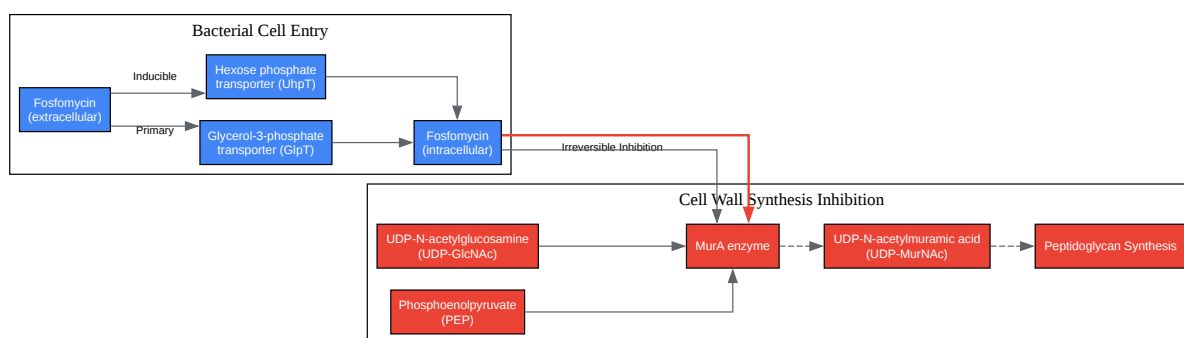 Bacterial Cell Entry
Inducible
Hexose phosphate
transporter (UhpT)
Fosfomycin
(extracellular)
Primary
Glycerol-3-phosphate
transporter (GlpT)
Fosfomycin
(intracellular)
Irreversible Inhibition
Cell Wall Synthesis Inhibition
UDP-N-acetylglucosamine
(UDP-GlcNAc)
MurA enzyme
UDP-N-acetylmuramic acid
(UDP-MurNAc)
Peptidoglycan Synthesis
Phosphoenolpyruvate
(PEP)